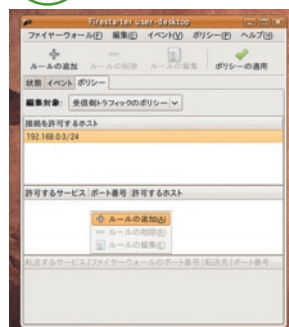 Firestarter user-desktop
ファイヤーウォール(F) 編集(E) イベント(V) ポリシー(P) ヘルプ(H)
ルールの追加 ルールの削除 ルールの編集 ポリシーの適用
状態 イベント ポリシー
編集対象: 受信側トラフィックのポリシー
接続を許可するホスト
192.168.0.3/24
許可するサービス ポート番号 許可するホスト
ルールの追加(A)
ルールの削除(R)
ルールの編集(E)
転送するサービス ファイヤーウォールのポート番号 転送先 ポート番号